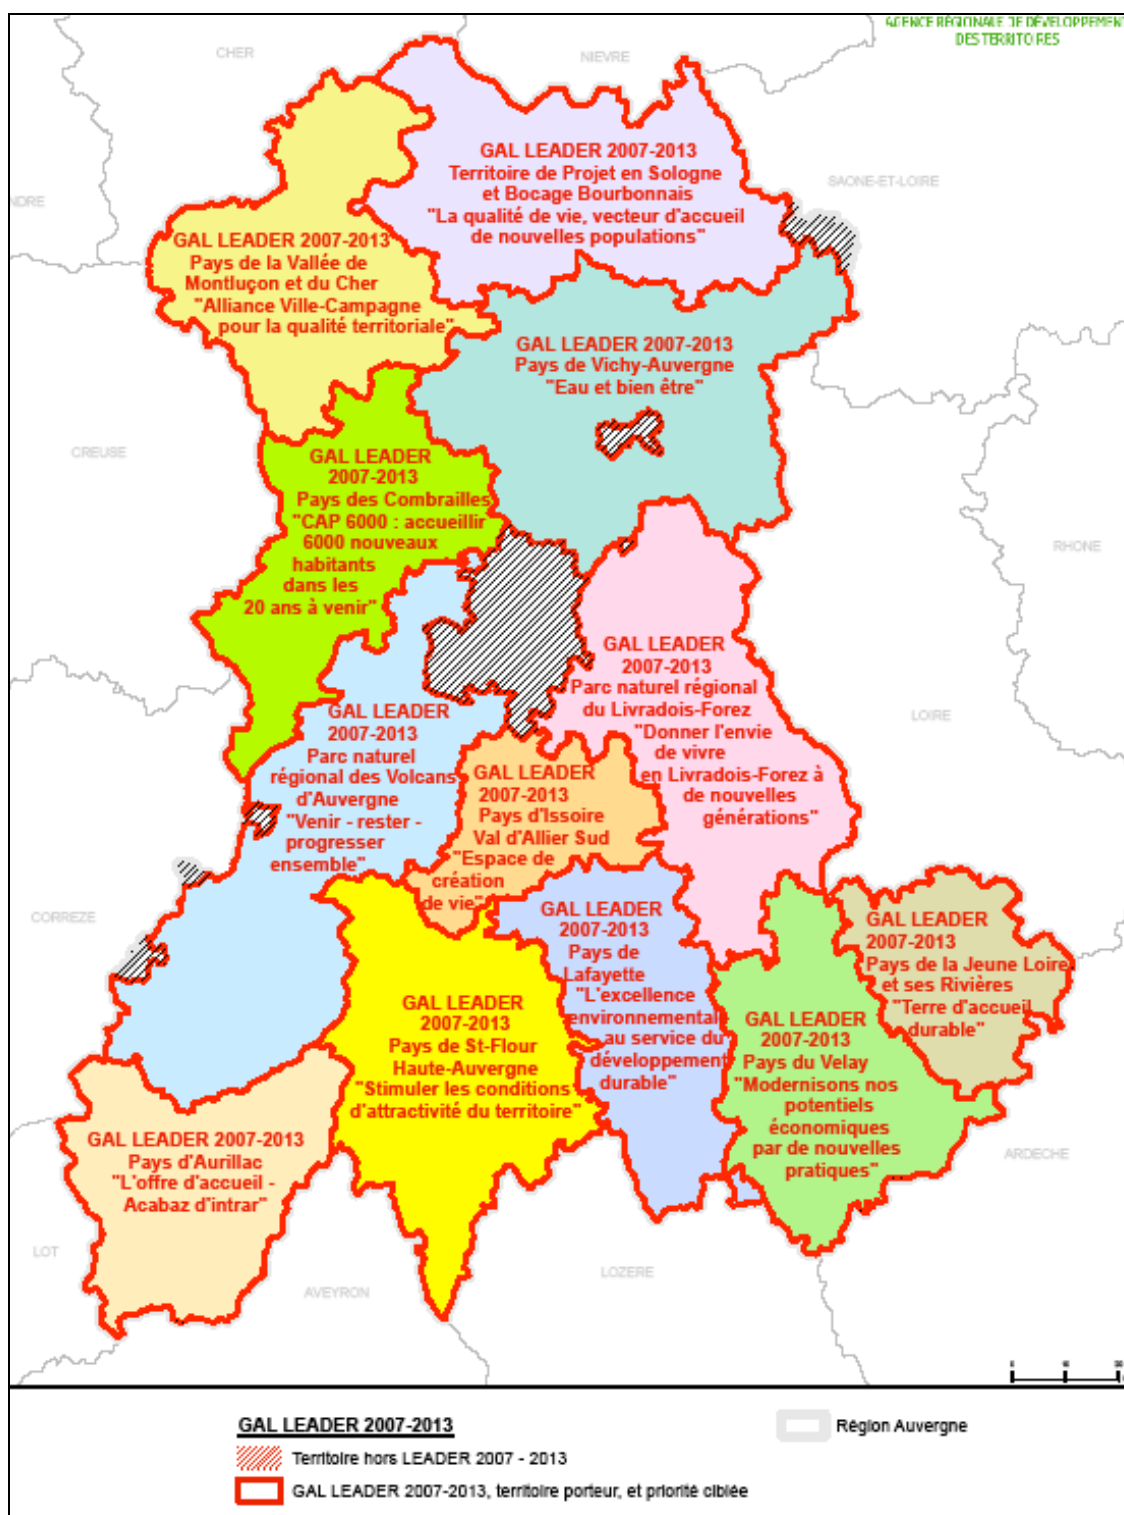 AGENCE RÉGIONALE DE DÉVELOPPEMENT
DES TERRITOIRES
CHER
NIEVRE
SAONE-ET-LOIRE
NDRE
CREUSE
RHONE
LOIRE
CORREZE
ARDECHE
LOT
AVEYRON
LOZERE
GAL LEADER 2007-2013
Territoire de Projet en Sologne
et Bocage Bourbonnais
"La qualité de vie, vecteur d'accueil
de nouvelles populations"
GAL LEADER 2007-2013
Pays de la Vallée de
Montluçon et du Cher
"Alliance Ville-Campagne
pour la qualité territoriale"
GAL LEADER 2007-2013
Pays de Vichy-Auvergne
"Eau et bien être"
GAL LEADER
2007-2013
Pays des Combrailles
"CAP 6000 : accueillir
6000 nouveaux
habitants
dans les
20 ans à venir"
GAL LEADER
2007-2013
Parc naturel régional
du Livradois-Forez
"Donner l'envie
de vivre
en Livradois-Forez à
de nouvelles
générations"
GAL LEADER
2007-2013
Parc naturel
régional des Volcans
d'Auvergne
"Venir - rester -
progresser
ensemble"
GAL LEADER
2007-2013
Pays d'Issoire
Val d'Allier Sud
"Espace de
création
de vie"
GAL LEADER
2007-2013
Pays de
Lafayette
"L'excellence
environnementale
au service du
développement
durable"
GAL LEADER
2007-2013
Pays de la Jeune Loire
et ses Rivières
"Terre d'accueil
durable"
GAL LEADER
2007-2013
Pays de St-Flour
Haute-Auvergne
"Stimuler les conditions
d'attractivité du territoire"
GAL LEADER
2007-2013
Pays du Velay
"Modernisons nos
potentiels
économiques
par de nouvelles
pratiques"
GAL LEADER 2007-2013
Pays d'Aurillac
"L'offre d'accueil -
Acabaz d'intrar"
GAL LEADER 2007-2013
Territoire hors LEADER 2007 - 2013
GAL LEADER 2007-2013, territoire porteur, et priorité ciblée
Région Auvergne